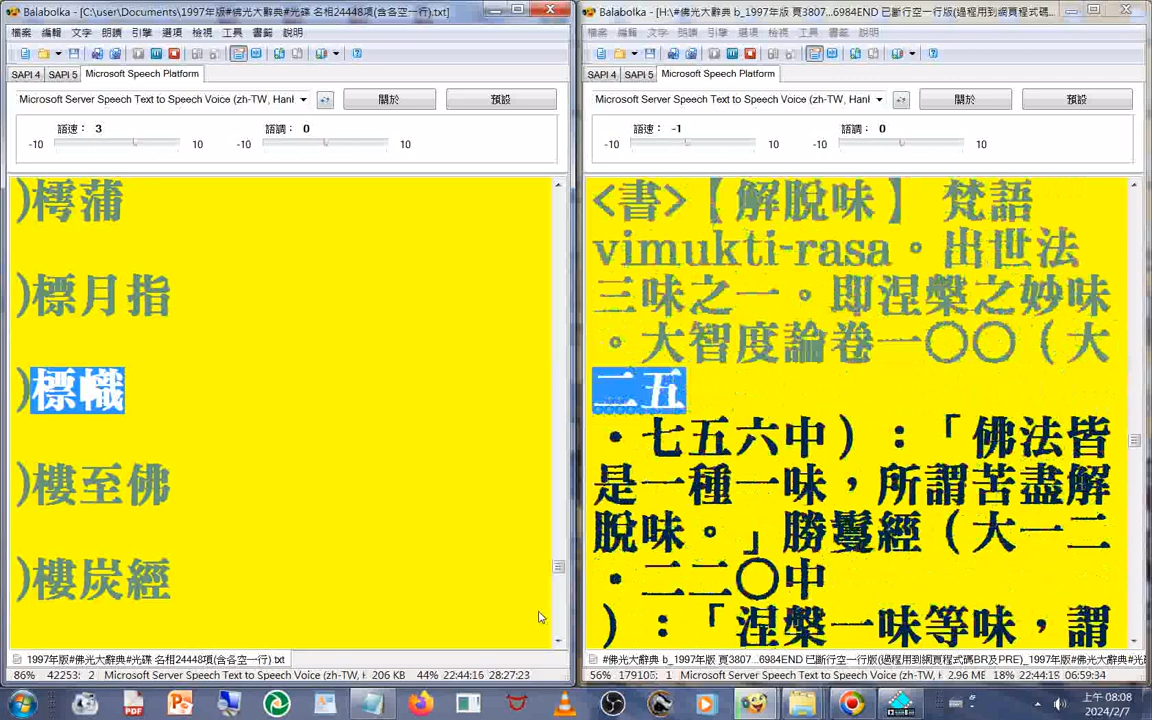 Balabolka - [C:\user\Documents\1997年版#佛光大辭典#光碟 名相24448項(含各空一行).txt]
檔案 編輯 文字 朗讀 引擎 選項 檢視 工具 書籤 說明
SAPI 4 SAPI 5 Microsoft Speech Platform
Microsoft Server Speech Text to Speech Voice (zh-TW, Hanl
關於 預設
語速： 3 語調： 0
-10 10 -10 10
)樗蒲
)標月指
)標幟
)樓至佛
)樓炭經
1997年版#佛光大辭典#光碟 名相24448項(含各空一行).txt
86% 42253: 2 Microsoft Server Speech Text to Speech Voice (zh-TW 206 KB 44% 22:44:16 28:27:23
Balabolka - [H:\#佛光大辭典 b_1997年版 頁3807...6984END 已斷行空一行版(過程用到網頁程式碼...
檔案 編輯 文字 朗讀 引擎 選項 檢視 工具 書籤 說明
SAPI 4 SAPI 5 Microsoft Speech Platform
Microsoft Server Speech Text to Speech Voice (zh-TW, Hanl
關於 預設
語速： -1 語調： 0
-10 10 -10 10
<書>【解脫味】 梵語
vimukti-rasa。出世法
三味之一。即涅槃之妙味
。大智度論卷一〇〇（大
二五
．七五六中）：「佛法皆
是一種一味，所謂苦盡解
脫味。」勝鬘經（大一二
．二二〇中
）：「涅槃一味等味，謂
#佛光大辭典 b_1997年版 頁3807...6984END 已斷行空一行版(過程用到網頁程式碼BR及PRE)_1997年版#光
56% 179105: 1 Microsoft Server Speech Text to Speech Voice (zh-TW 2.96 ME 18% 22:44:19 06:59:34
上午 08:08
2024/2/7